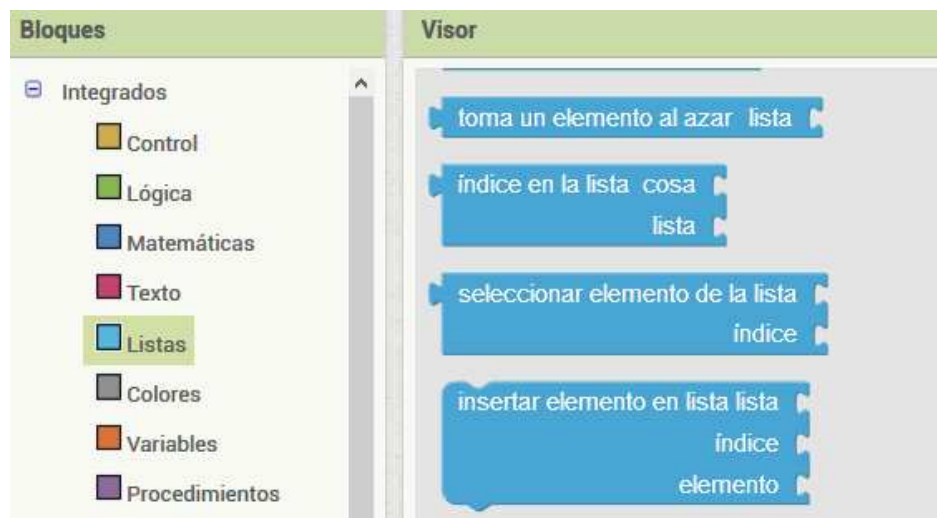 Bloques
Integrados
Control
Lógica
Matemáticas
Texto
Listas
Colores
Variables
Procedimientos
Visor
toma un elemento al azar lista
índice en la lista cosa
lista
seleccionar elemento de la lista
índice
insertar elemento en lista lista
índice
elemento